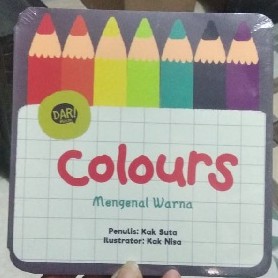 DAR!
Colours
Mengenal Warna
Penulis: Kak Suta
Ilustrator: Kak Nisa